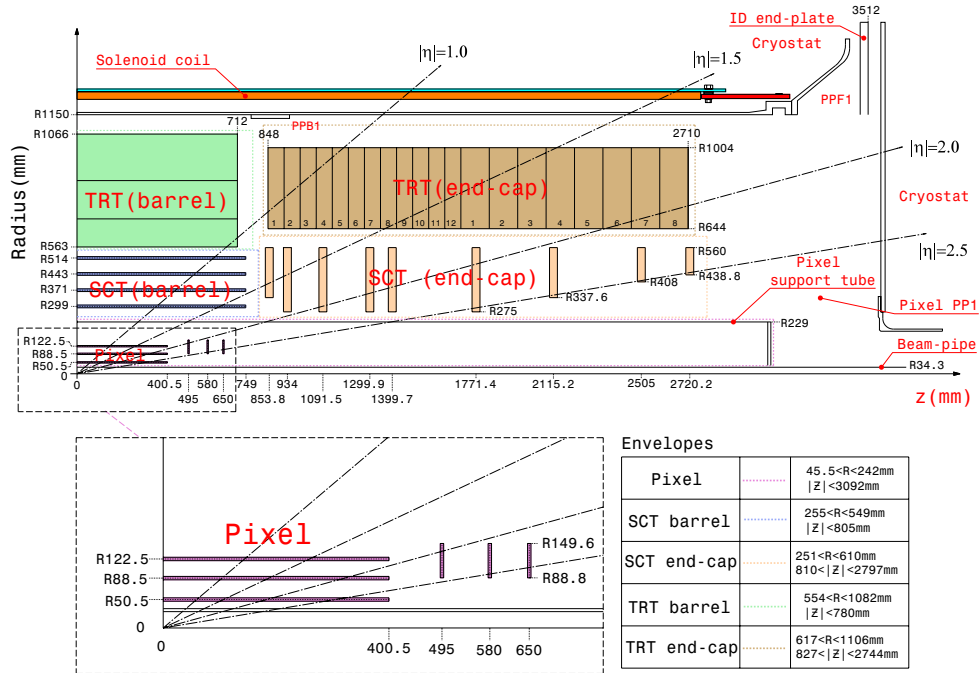 3512
ID end-plate
Cryostat
|η|=1.0
|η|=1.5
Solenoid coil
PPF1
R1150
712
PPB1
R1066
848
2710
R1004
|η|=2.0
TRT(barrel)
TRT(end-cap)
Cryostat
Radius(mm)
1 2 3 4 5 6 7 8 9 10 11 12 1 2 3 4 5 6 7 8
R644
R563
R560
|η|=2.5
R514
R443
SCT(barrel)
SCT (end-cap)
R438.8
R408
Pixel
support tube
R371
R337.6
R299
R275
Pixel PP1
R229
R122.5
R88.5
Pixel
R50.5
Beam-pipe
R34.3
0
0
400.5
580
749
934
1299.9
1771.4
2115.2
2505
2720.2
495
650
853.8
1091.5
1399.7
z(mm)
Pixel
R122.5
R88.5
R50.5
0
R149.6
R88.8
0
400.5
495
580
650
Envelopes
Pixel
45.5<R<242mm
|Z|<3092mm
SCT barrel
255<R<549mm
|Z|<805mm
SCT end-cap
251<R<610mm
810<|Z|<2797mm
TRT barrel
554<R<1082mm
|Z|<780mm
TRT end-cap
617<R<1106mm
827<|Z|<2744mm